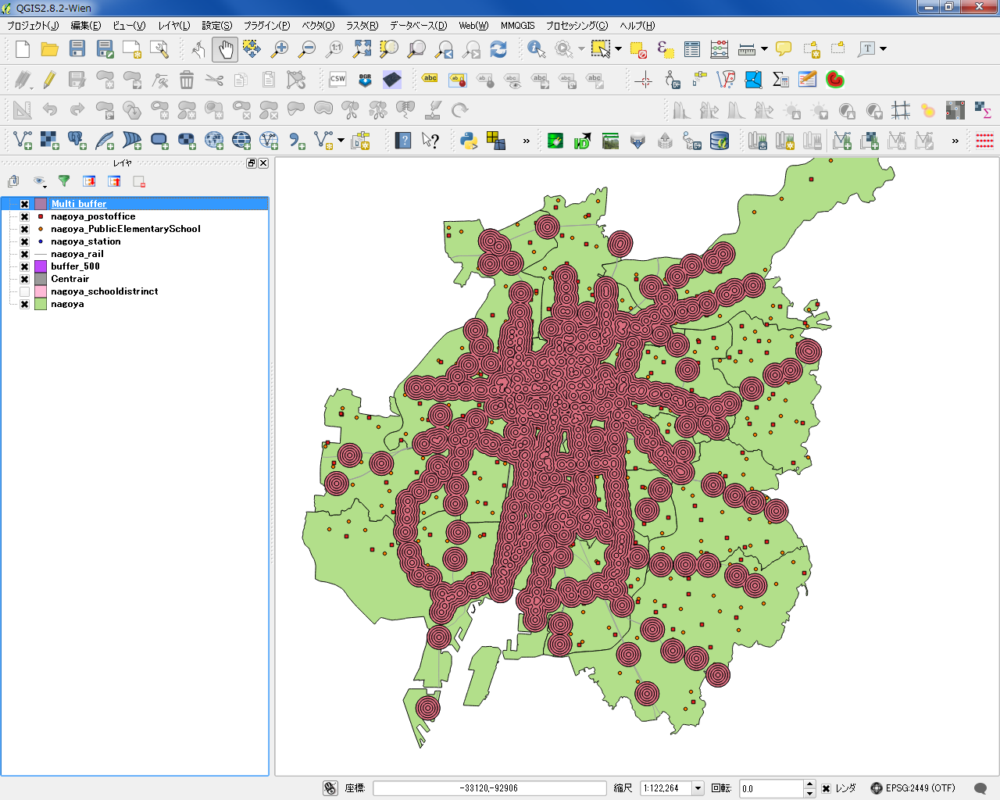 QGIS2.8.2-Wien
プロジェクト(J) 編集(E) ビュー(V) レイヤ(L) 設定(S) プラグイン(P) ベクタ(O) ラスタ(R) データベース(D) Web(W) MMQGIS プロセッシング(C) ヘルプ(H)
レイヤ
Multi buffer
nagoya_postoffice
nagoya_PublicElementarySchool
nagoya_station
nagoya_rail
buffer_500
Centrair
nagoya_schooldistrinct
nagoya
座標: -33120,-92906 縮尺 1:122,264 回転: 0.0 レンダ EPSG:2449 (OTF)